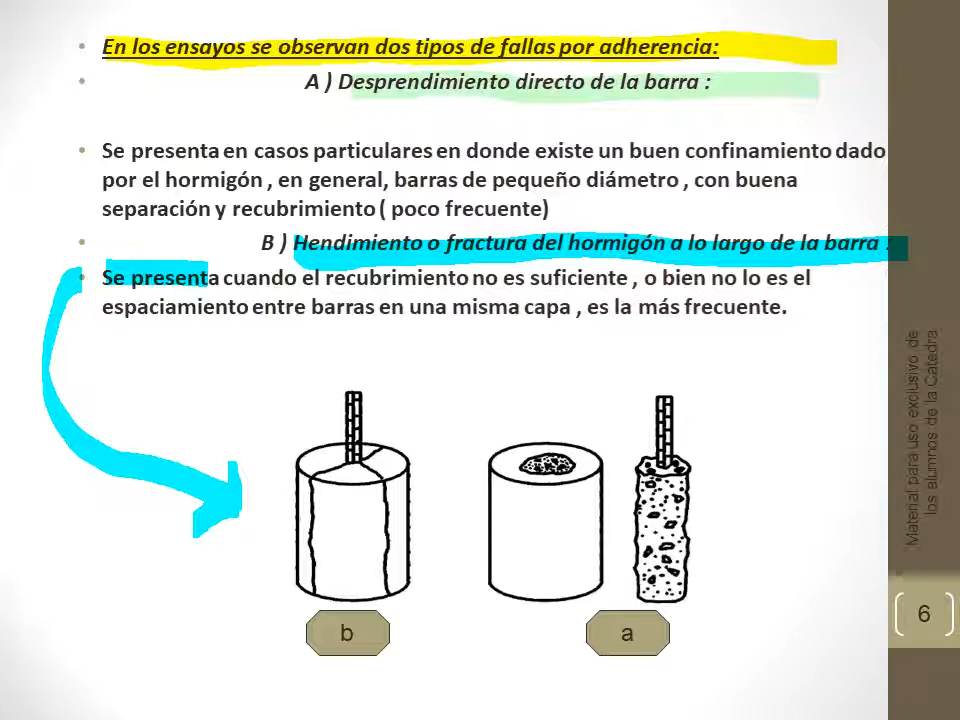 En los ensayos se observan dos tipos de fallas por adherencia:
A ) Desprendimiento directo de la barra :
Se presenta en casos particulares en donde existe un buen confinamiento dado
por el hormigón , en general, barras de pequeño diámetro , con buena
separación y recubrimiento ( poco frecuente)
B ) Hendimiento o fractura del hormigón a lo largo de la barra :
Se presenta cuando el recubrimiento no es suficiente , o bien no lo es el
espaciamiento entre barras en una misma capa , es la más frecuente.
b
a
Material para uso exclusivo de
los alumnos de la Catedra
6